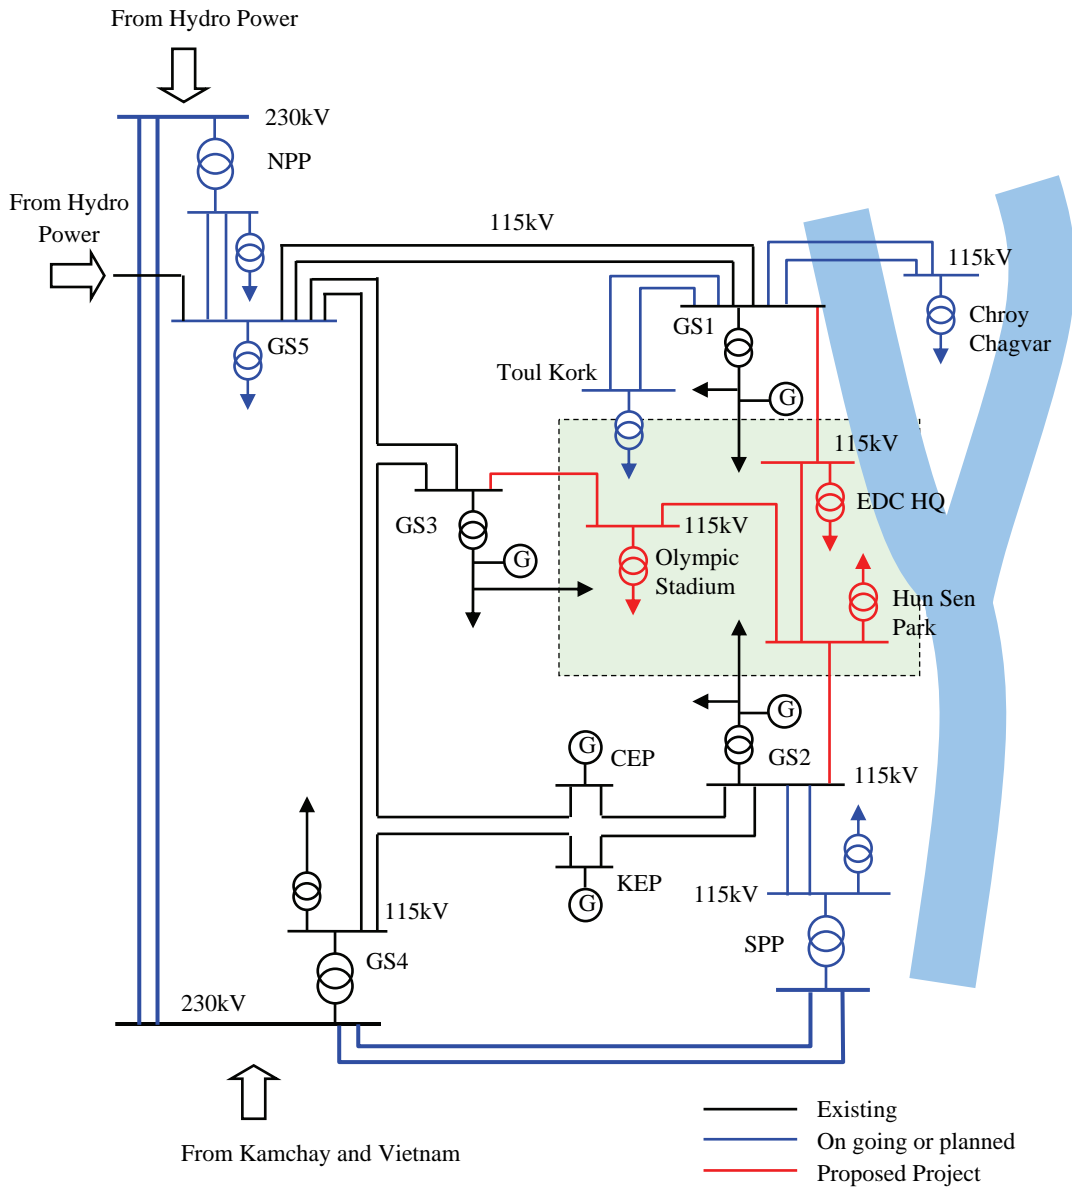 From Hydro Power
230kV
NPP
From Hydro
Power
115kV
115kV
GS5
GS1
Chroy
Chagvar
Toul Kork
G
115kV
EDC HQ
GS3
115kV
G
Olympic
Stadium
Hun Sen
Park
G
G
CEP
GS2
115kV
KEP
115kV
G
115kV
SPP
GS4
230kV
Existing
On going or planned
Proposed Project
From Kamchay and Vietnam